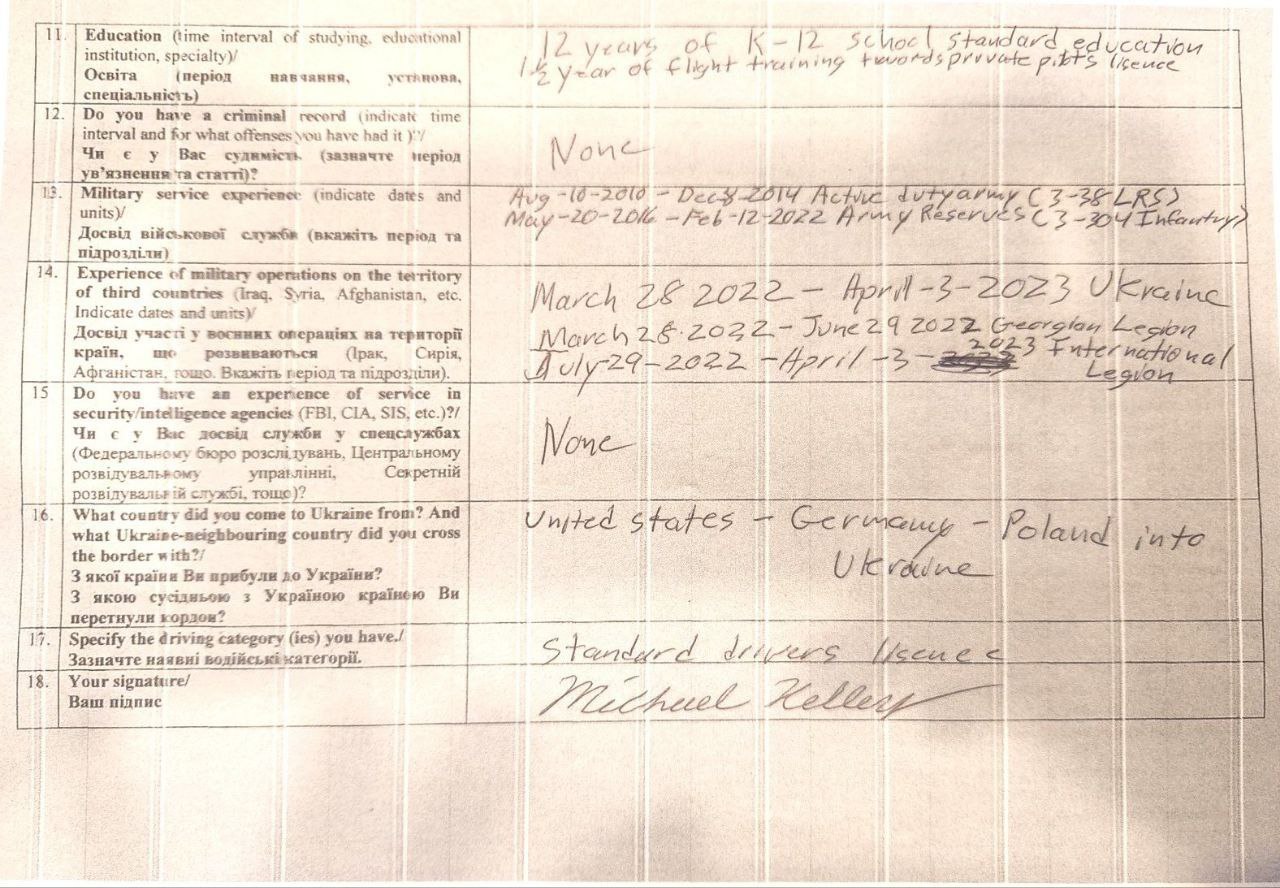 11. Education (time interval of studying, educational
institution, specialty)/
Освіта (період навчання, установа,
спеціальність)
12 years of K-12 school standard education
1½ year of flight training towards private pilots lisence
12. Do you have a criminal record (indicate time
interval and for what offenses you have had it )?/
Чи є у Вас судимість (зазначте період
ув’язнення та статті)?
None
13. Military service experience (indicate dates and
units)/
Досвід військової служби (вкажіть період та
підрозділи)
Aug-10-2010 - Dec-8-2014 Active duty army (3-38 LRS)
May-20-2016 - Feb-12-2022 Army Reserves (3-304 Infantry)
14. Experience of military operations on the territory
of third countries (Iraq, Syria, Afghanistan, etc.
Indicate dates and units)/
Досвід участі у воєнних операціях на території
країн, що розвиваються (Ірак, Сирія,
Афганістан, тощо. Вкажіть період та підрозділи).
March 28 2022 - April-3-2023 Ukraine
March 28-2022 - June 29 2022 Georgian Legion
July-29-2022 - April-3- 2023 International
Legion
15 Do you have an experience of service in
security/intelligence agencies (FBI, CIA, SIS, etc.)?/
Чи є у Вас досвід служби у спецслужбах
(Федеральному бюро розслідувань, Центральному
розвідувальному управлінні, Секретній
розвідувальній службі, тощо)?
None
16. What country did you come to Ukraine from? And
what Ukraine-neighbouring country did you cross
the border with?/
З якої країни Ви прибули до України?
З якою сусідньою з Україною країною Ви
перетнули кордон?
United states - Germany - Poland into
Ukraine
17. Specify the driving category (ies) you have./
Зазначте наявні водійські категорії.
Standard drivers lisence
18. Your signature/
Ваш підпис
Michael Kelley